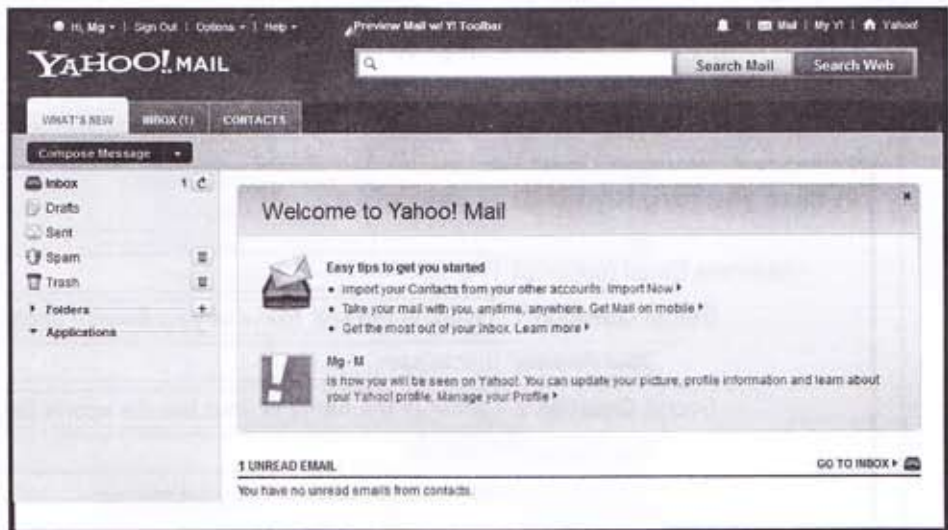 Hi, Mg Sign Out Options Help Preview Mail w/ Y! Toolbar Mail My Y! Yahoo!
YAHOO! MAIL Search Mail Search Web
WHAT'S NEW INBOX (1) CONTACTS
Compose Message
Inbox 1
Drafts
Sent
Spam
Trash
Folders +
Applications
Welcome to Yahoo! Mail
Easy tips to get you started
• Import your Contacts from your other accounts. Import Now
• Take your mail with you, anytime, anywhere. Get Mail on mobile
• Get the most out of your inbox. Learn more
Mg - M
Is how you will be seen on Yahoo!. You can update your picture, profile information and learn about
your Yahoo! profile. Manage your Profile
1 UNREAD EMAIL GO TO INBOX
You have no unread emails from contacts.